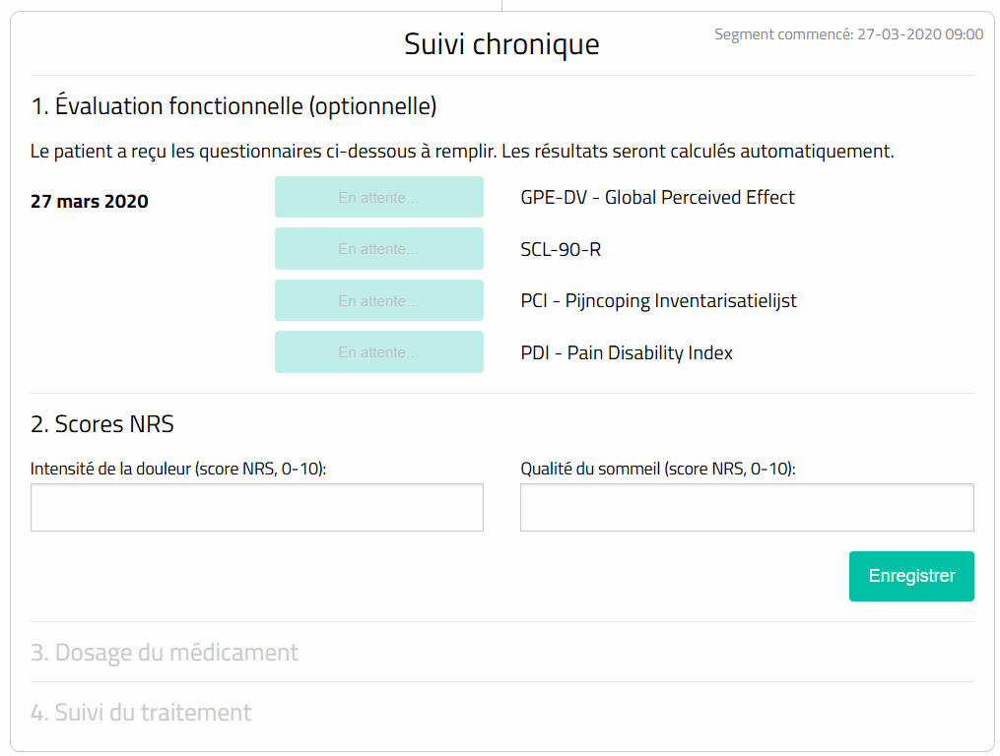 Suivi chronique
Segment commencé: 27-03-2020 09:00
1. Évaluation fonctionnelle (optionnelle)
Le patient a reçu les questionnaires ci-dessous à remplir. Les résultats seront calculés automatiquement.
27 mars 2020
En attente...
GPE-DV - Global Perceived Effect
En attente...
SCL-90-R
En attente...
PCI - Pijncoping Inventarisatielijst
En attente...
PDI - Pain Disability Index
2. Scores NRS
Intensité de la douleur (score NRS, 0-10):
Qualité du sommeil (score NRS, 0-10):
Enregistrer
3. Dosage du médicament
4. Suivi du traitement